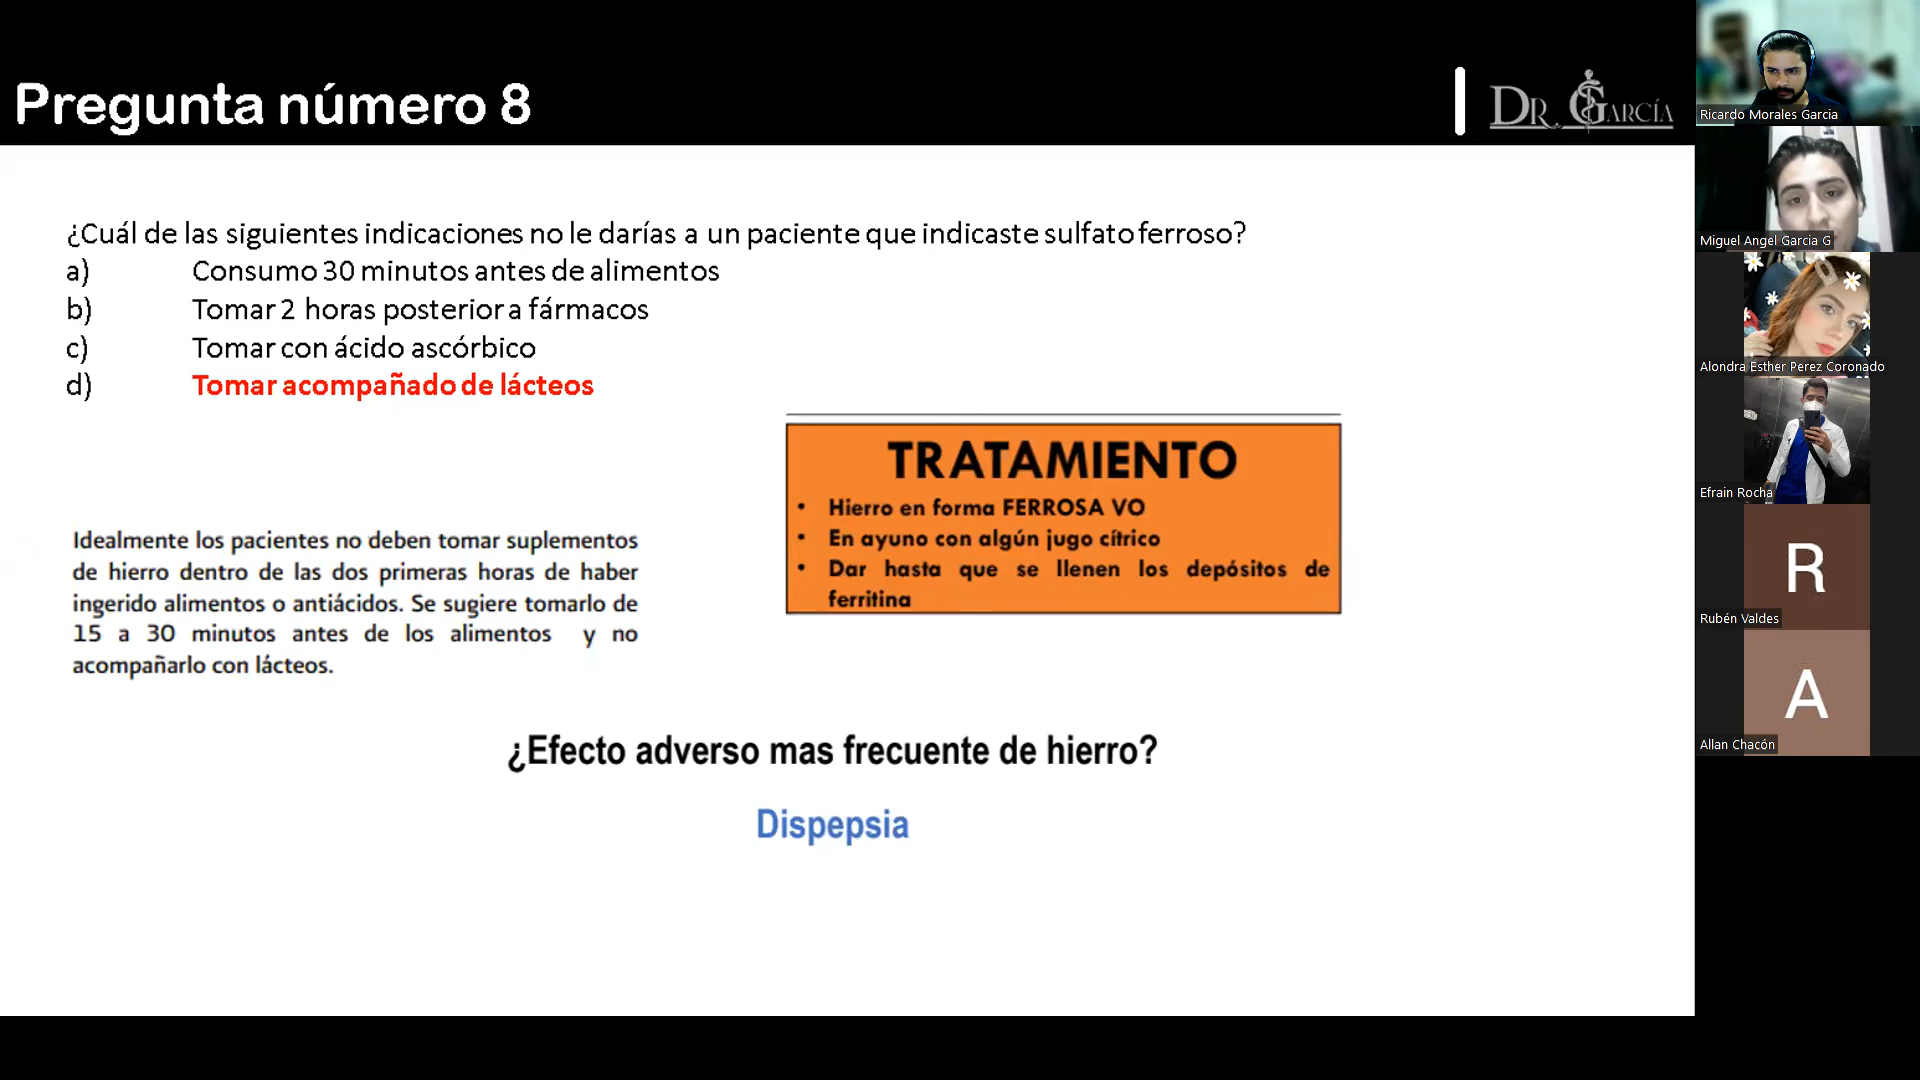 Pregunta número 8
DR. GARCÍA
¿Cuál de las siguientes indicaciones no le darías a un paciente que indicaste sulfato ferroso?
a) Consumo 30 minutos antes de alimentos
b) Tomar 2 horas posterior a fármacos
c) Tomar con ácido ascórbico
d) Tomar acompañado de lácteos
TRATAMIENTO
• Hierro en forma FERROSA VO
• En ayuno con algún jugo cítrico
• Dar hasta que se llenen los depósitos de
ferritina
Idealmente los pacientes no deben tomar suplementos
de hierro dentro de las dos primeras horas de haber
ingerido alimentos o antiácidos. Se sugiere tomarlo de
15 a 30 minutos antes de los alimentos y no
acompañarlo con lácteos.
¿Efecto adverso mas frecuente de hierro?
Dispepsia
Ricardo Morales Garcia
Miguel Angel Garcia G
Alondra Esther Perez Coronado
Efrain Rocha
R
Rubén Valdes
A
Allan Chacón